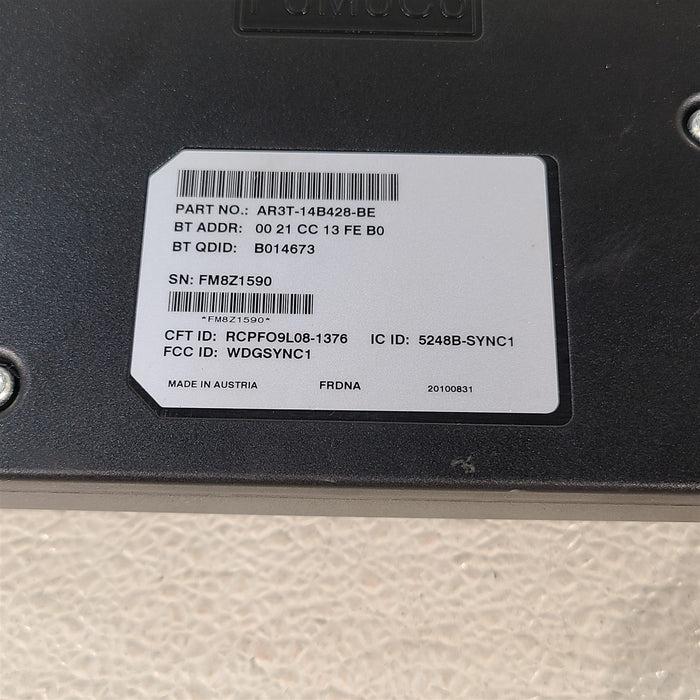 FOMOCO
PART NO.: AR3T-14B428-BE
BT ADDR: 00 21 CC 13 FE B0
BT QDID: B014673
SN: FM8Z1590
*FM8Z1590*
CFT ID: RCPFO9L08-1376 IC ID: 5248B-SYNC1
FCC ID: WDGSYNC1
MADE IN AUSTRIA FRDNA 20100831